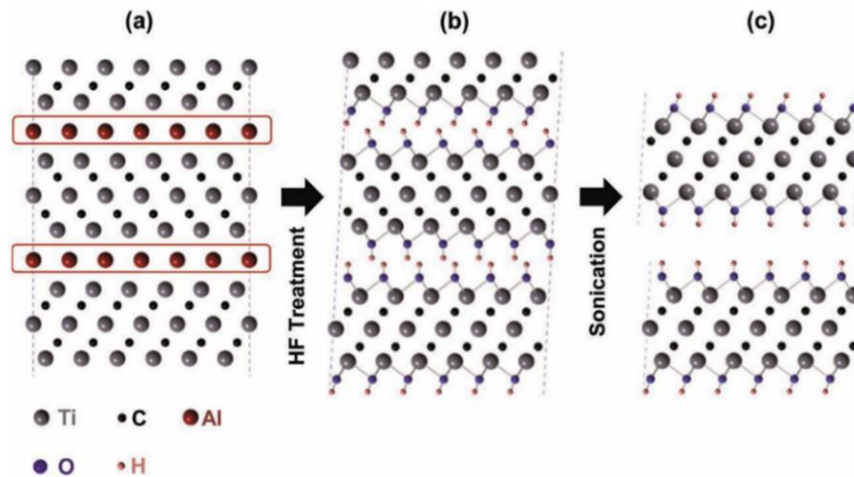 (a)
(b)
(c)
HF Treatment
Sonication
Ti C Al
O H